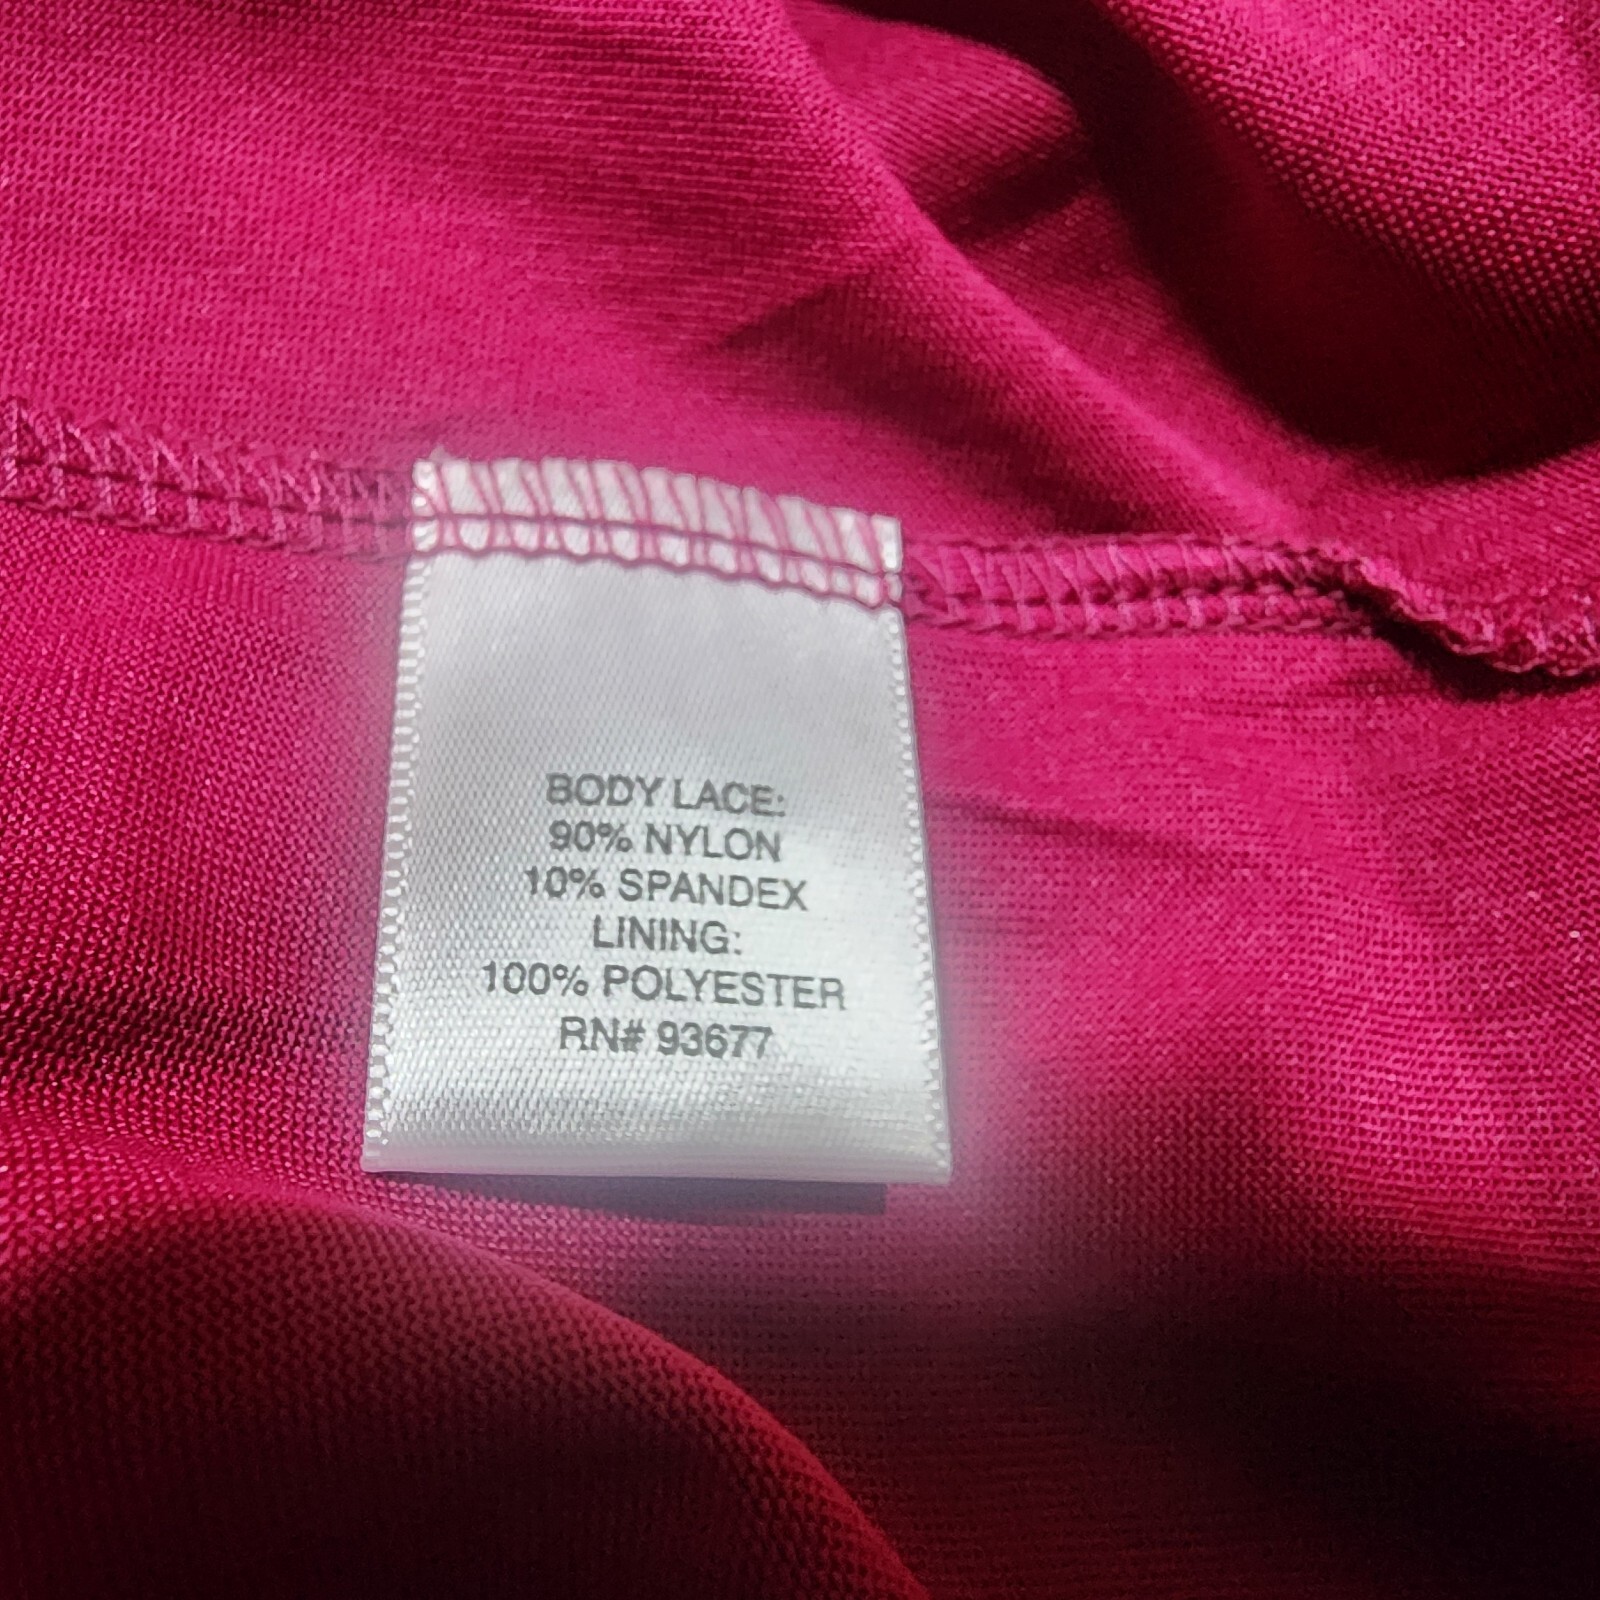 BODY LACE:
90% NYLON
10% SPANDEX
LINING:
100% POLYESTER
RN# 93677